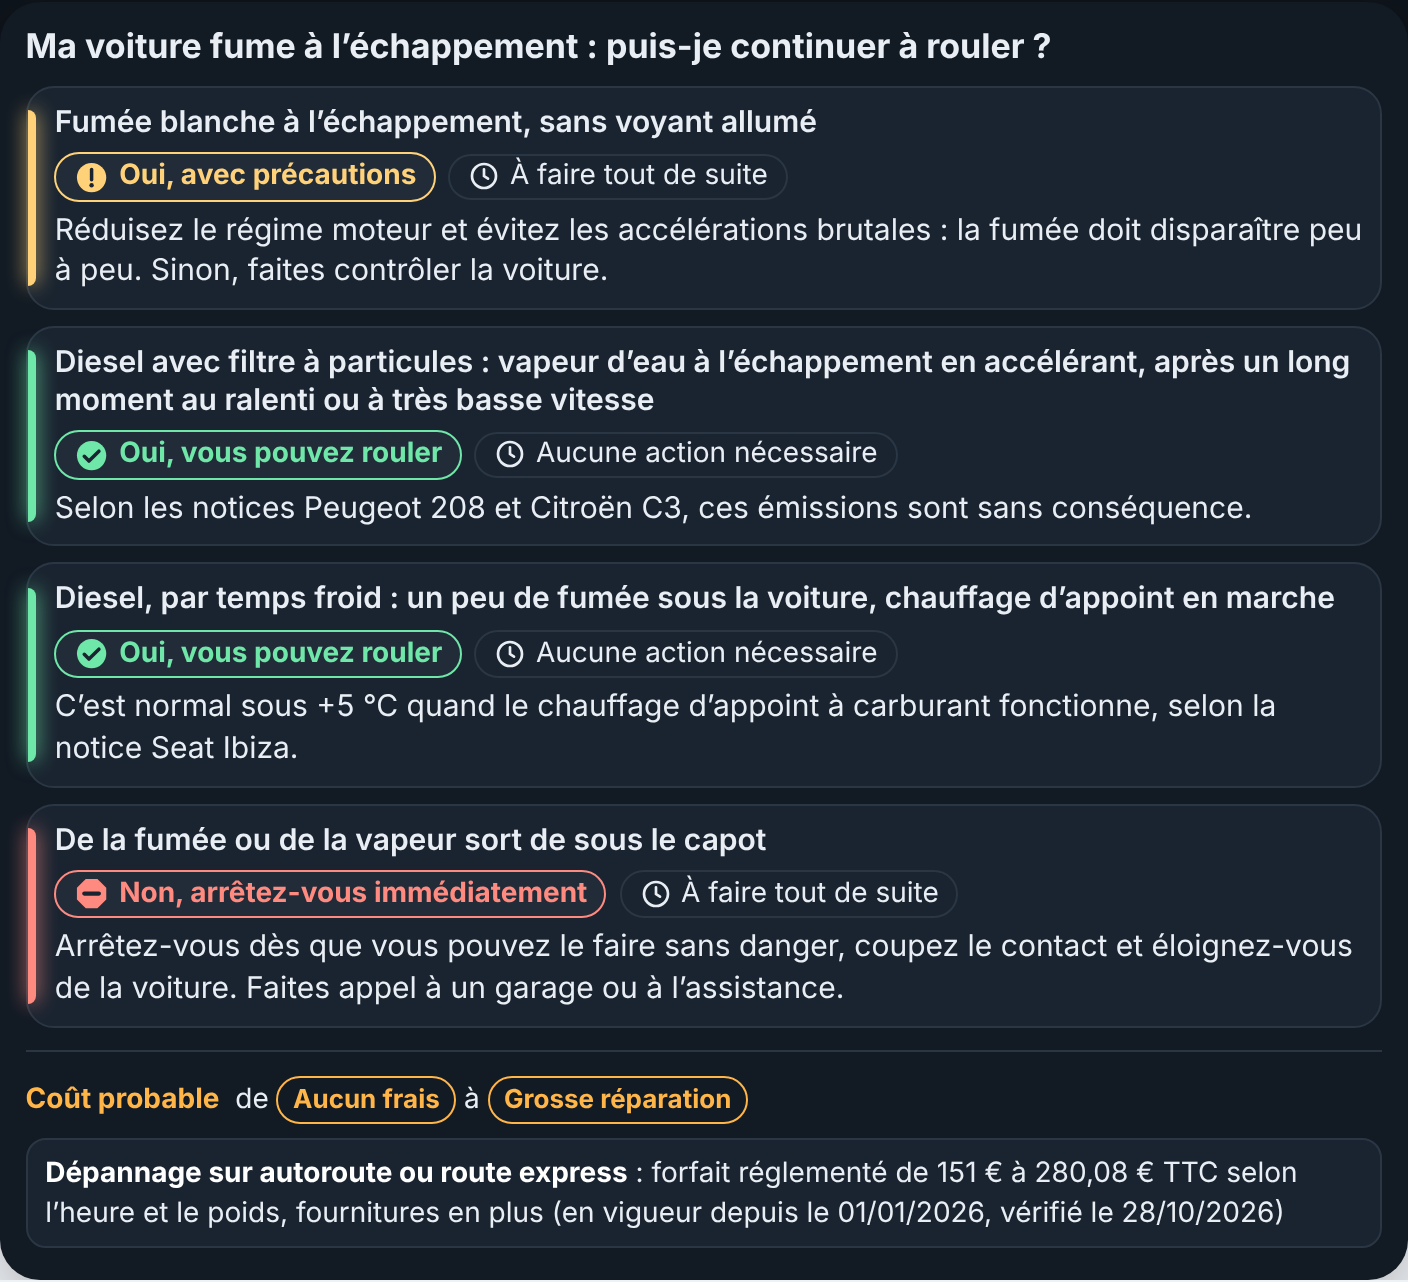 Ma voiture fume à l’échappement : puis-je continuer à rouler ?
Fumée blanche à l’échappement, sans voyant allumé
Oui, avec précautions
À faire tout de suite
Réduisez le régime moteur et évitez les accélérations brutales : la fumée doit disparaître peu
à peu. Sinon, faites contrôler la voiture.
Diesel avec filtre à particules : vapeur d’eau à l’échappement en accélérant, après un long
moment au ralenti ou à très basse vitesse
Oui, vous pouvez rouler
Aucune action nécessaire
Selon les notices Peugeot 208 et Citroën C3, ces émissions sont sans conséquence.
Diesel, par temps froid : un peu de fumée sous la voiture, chauffage d’appoint en marche
Oui, vous pouvez rouler
Aucune action nécessaire
C’est normal sous +5 °C quand le chauffage d’appoint à carburant fonctionne, selon la
notice Seat Ibiza.
De la fumée ou de la vapeur sort de sous le capot
Non, arrêtez-vous immédiatement
À faire tout de suite
Arrêtez-vous dès que vous pouvez le faire sans danger, coupez le contact et éloignez-vous
de la voiture. Faites appel à un garage ou à l’assistance.
Coût probable de Aucun frais à Grosse réparation
Dépannage sur autoroute ou route express : forfait réglementé de 151 € à 280,08 € TTC selon
l’heure et le poids, fournitures en plus (en vigueur depuis le 01/01/2026, vérifié le 28/10/2026)